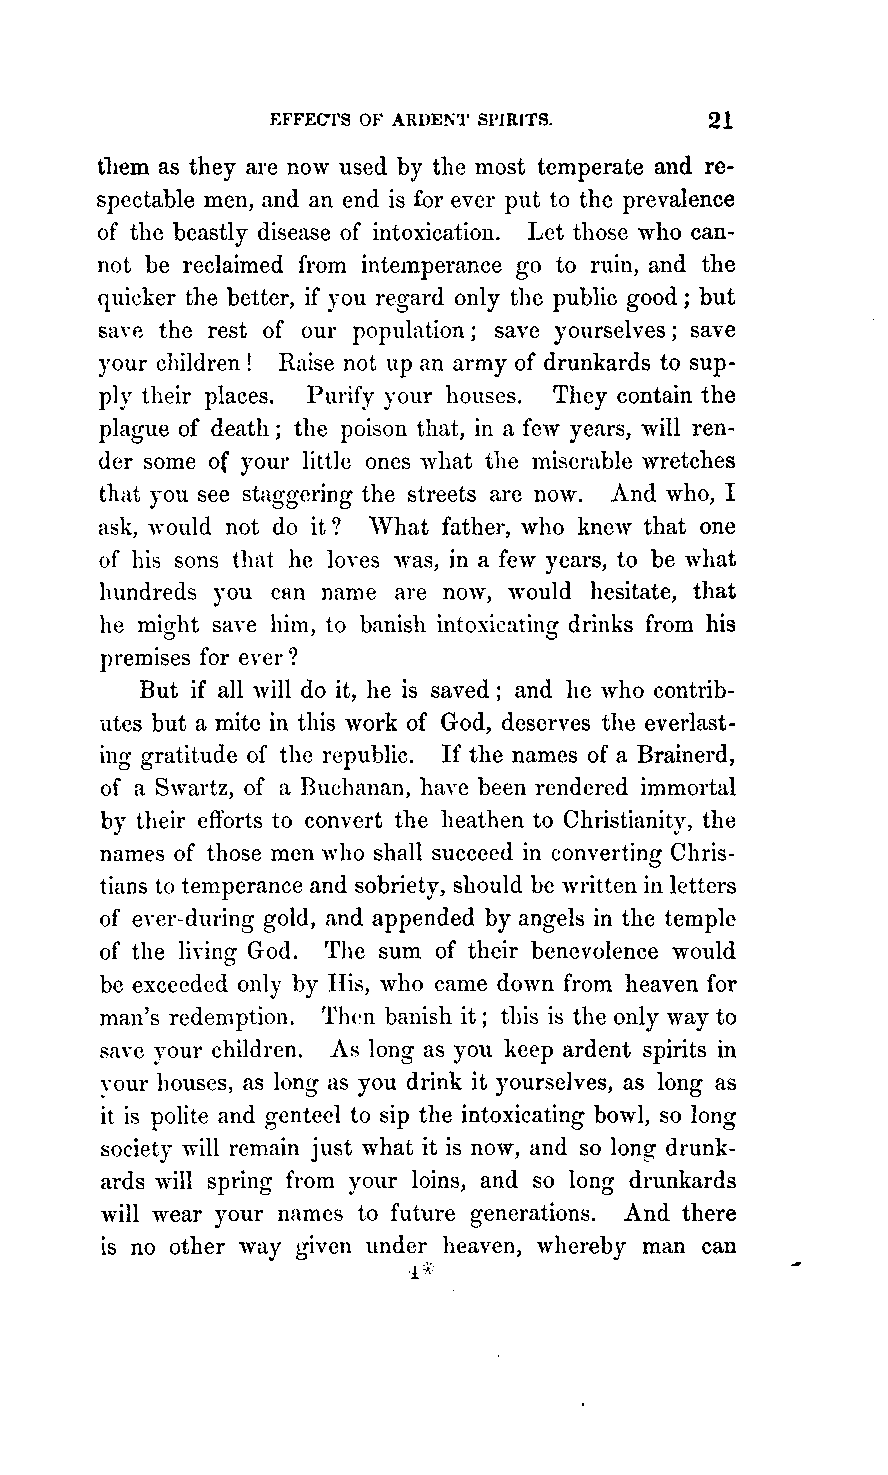 EFFECTS OF ARDENT SPIRITS. 21
them as they are now used by the most temperate and re-
spectable men, and an end is for ever put to the prevalence
of the beastly disease of intoxication. Let those who can-
not be reclaimed from intemperance go to ruin, and the
quicker the better, if you regard only the public good; but
save the rest of our population; save yourselves; save
your children! Raise not up an army of drunkards to sup-
ply their places. Purify your houses. They contain the
plague of death; the poison that, in a few years, will ren-
der some of your little ones what the miserable wretches
that you see staggering the streets are now. And who, I
ask, would not do it? What father, who knew that one
of his sons that he loves was, in a few years, to be what
hundreds you can name are now, would hesitate, that
he might save him, to banish intoxicating drinks from his
premises for ever?
But if all will do it, he is saved; and he who contrib-
utes but a mite in this work of God, deserves the everlast-
ing gratitude of the republic. If the names of a Brainerd,
of a Swartz, of a Buchanan, have been rendered immortal
by their efforts to convert the heathen to Christianity, the
names of those men who shall succeed in converting Chris-
tians to temperance and sobriety, should be written in letters
of ever-during gold, and appended by angels in the temple
of the living God. The sum of their benevolence would
be exceeded only by His, who came down from heaven for
man's redemption. Then banish it; this is the only way to
save your children. As long as you keep ardent spirits in
your houses, as long as you drink it yourselves, as long as
it is polite and genteel to sip the intoxicating bowl, so long
society will remain just what it is now, and so long drunk-
ards will spring from your loins, and so long drunkards
will wear your names to future generations. And there
is no other way given under heaven, whereby man can
4*